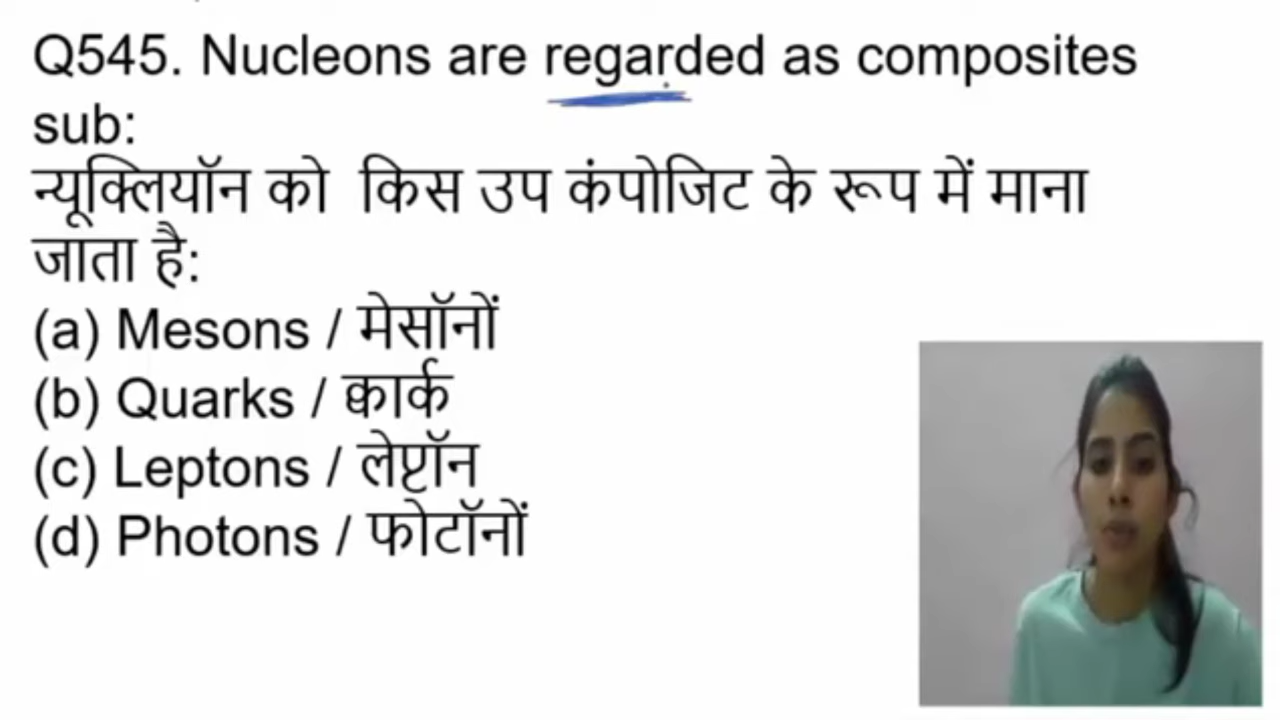 Q545. Nucleons are regarded as composites
sub:
न्यूक्लियॉन को किस उप कंपोजिट के रूप में माना
जाता है:
(a) Mesons / मेसॉनों
(b) Quarks / क्वार्क
(c) Leptons / लेप्टॉन
(d) Photons / फोटॉनों